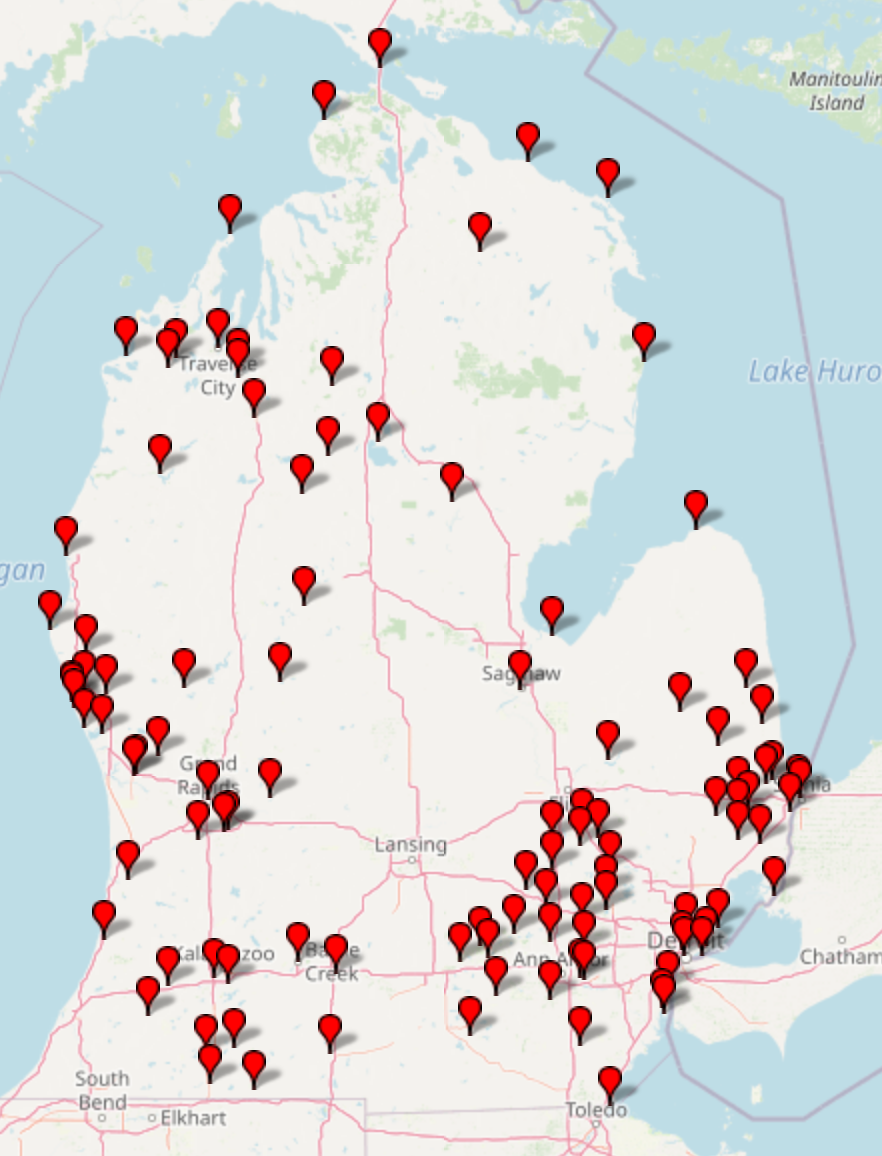 Manitoulin
Island
Lake Huro
Traverse
City
gan
Saginaw
Grand
Rapids
Lansing
Kalamazoo
Battle
Creek
Ann Arbor
Detroit
Chatham
South
Bend
Elkhart
Toledo